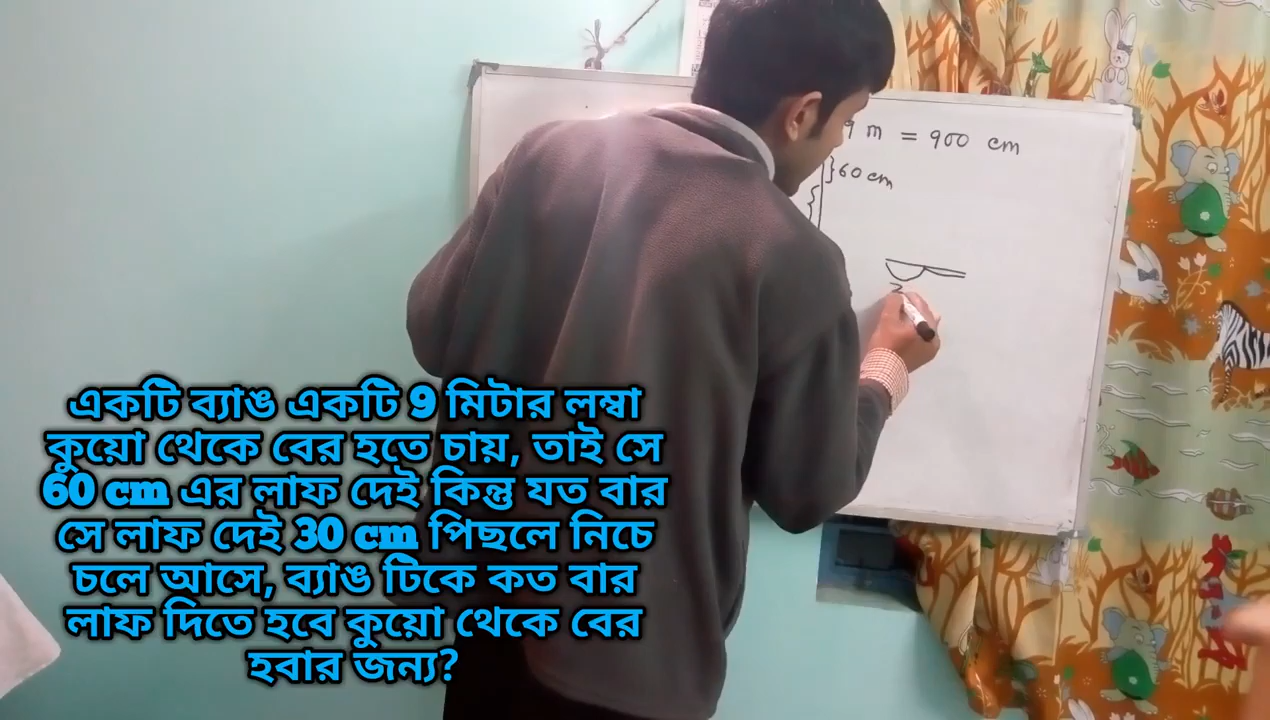 9 m = 900 cm
60 cm
একটি ব্যাঙ একটি 9 মিটার লম্বা
কুয়ো থেকে বের হতে চায়, তাই সে
60 cm এর লাফ দেই কিন্তু যত বার
সে লাফ দেই 30 cm পিছলে নিচে
চলে আসে, ব্যাঙ টিকে কত বার
লাফ দিতে হবে কুয়ো থেকে বের
হবার জন্য?